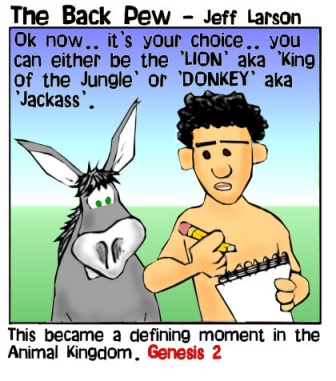 The Back Pew - Jeff Larson
Ok now.. it's your choice.. you
can either be the 'LION' aka 'King
of the Jungle' or 'DONKEY' aka
'Jackass'.
This became a defining moment in the
Animal Kingdom. Genesis 2